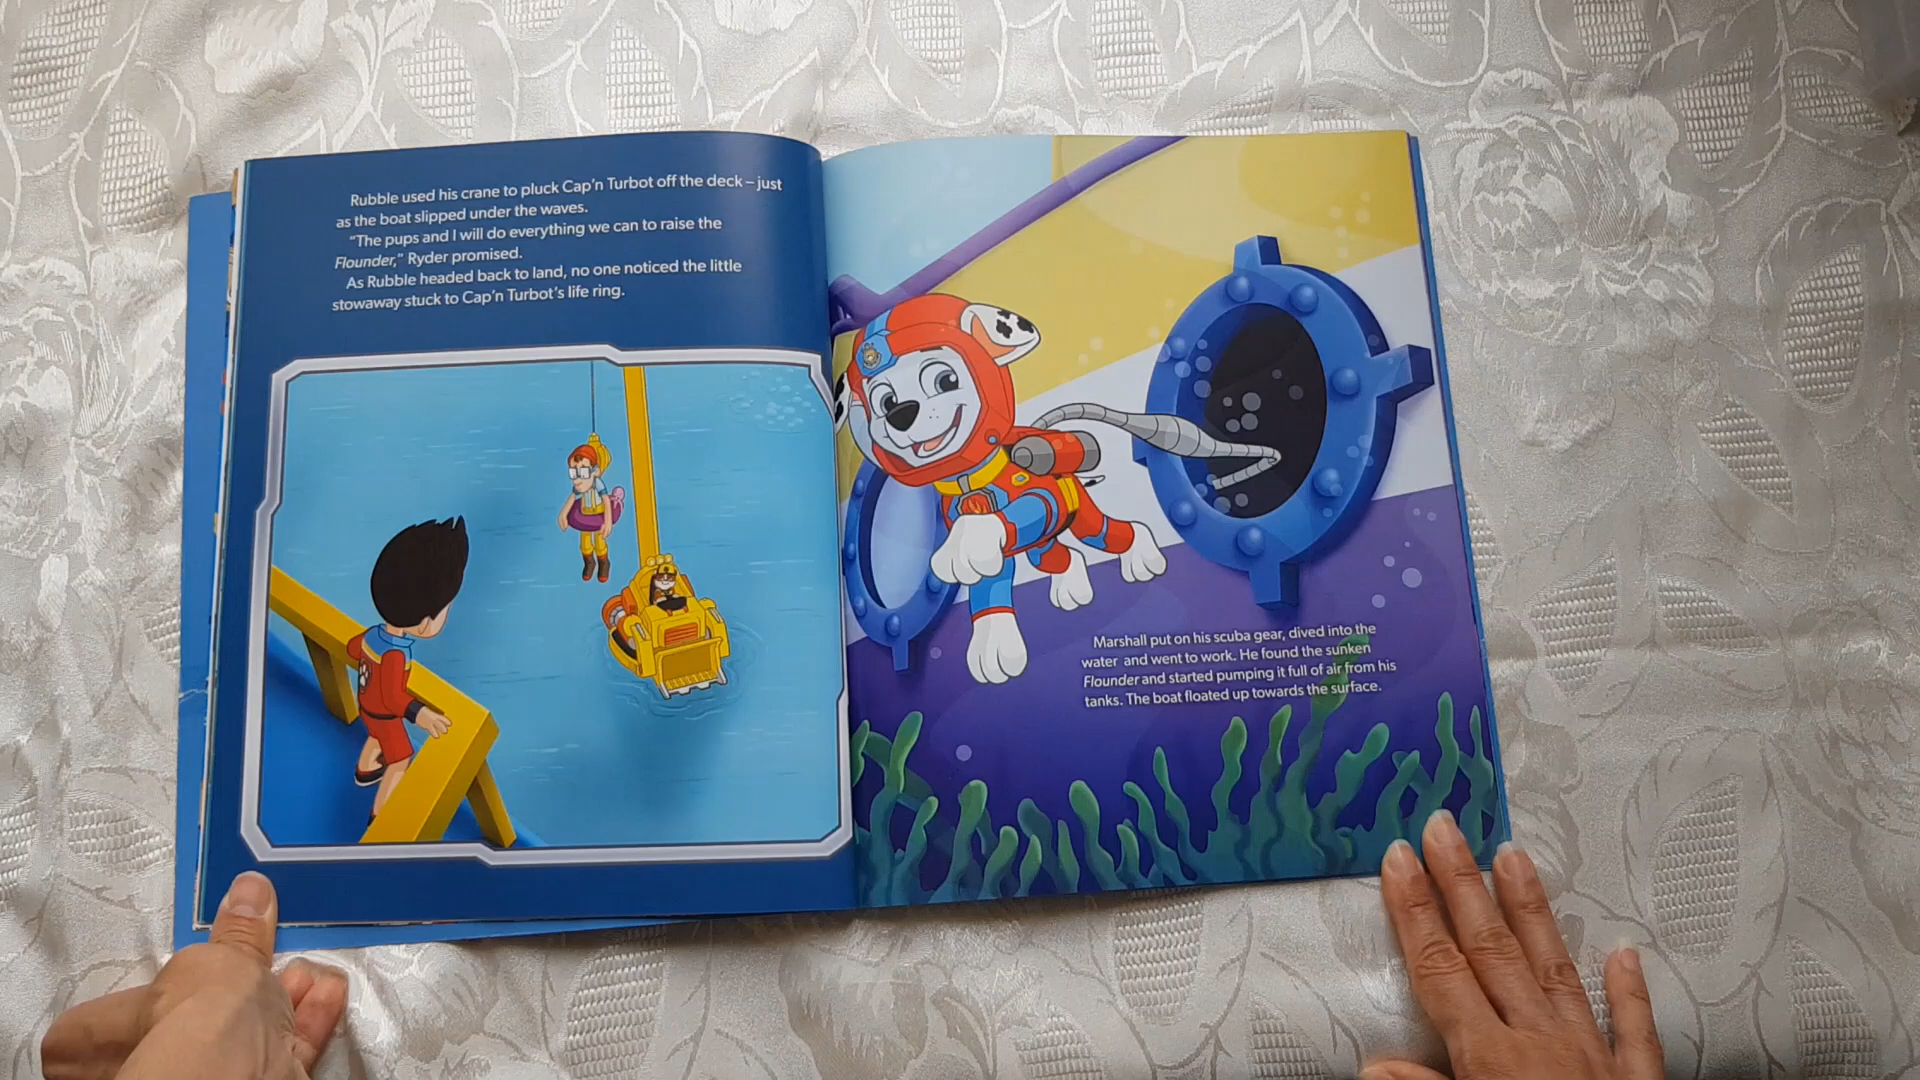 Rubble used his crane to pluck Cap'n Turbot off the deck – just
as the boat slipped under the waves.
"The pups and I will do everything we can to raise the
Flounder," Ryder promised.
As Rubble headed back to land, no one noticed the little
stowaway stuck to Cap'n Turbot's life ring.
Marshall put on his scuba gear, dived into the
water and went to work. He found the sunken
Flounder and started pumping it full of air from his
tanks. The boat floated up towards the surface.